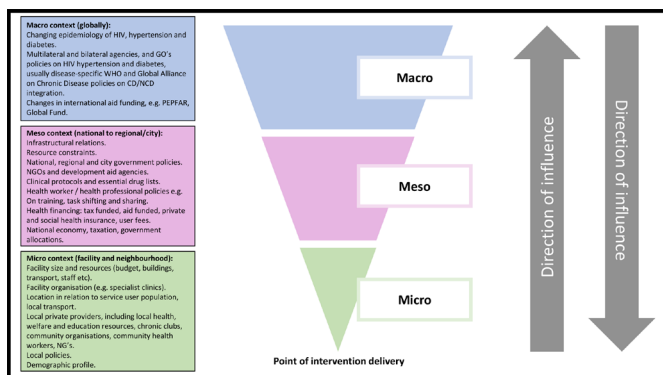 Macro context (globally):
Changing epidemiology of HIV, hypertension and
diabetes.
Multilateral and bilateral agencies, and GO's
policies on HIV hypertension and diabetes,
usually disease-specific WHO and Global Alliance
on Chronic Disease policies on CD/NCD
integration.
Changes in international aid funding, e.g. PEPFAR,
Global Fund.
Meso context (national to regional/city):
Infrastructural relations.
Resource constraints.
National, regional and city government policies.
NGOs and development aid agencies.
Clinical protocols and essential drug lists.
Health worker / health professional policies e.g.
On training, task shifting and sharing.
Health financing: tax funded, aid funded, private
and social health insurance, user fees.
National economy, taxation, government
allocations.
Micro context (facility and neighbourhood):
Facility size and resources (budget, buildings,
transport, staff etc).
Facility organisation (e.g. specialist clinics).
Location in relation to service user population,
local transport.
Local private providers, including local health,
welfare and education resources, chronic clubs,
community organisations, community health
workers, NG's.
Local policies.
Demographic profile.
Macro
Meso
Micro
Point of intervention delivery
Direction of influence
Direction of influence